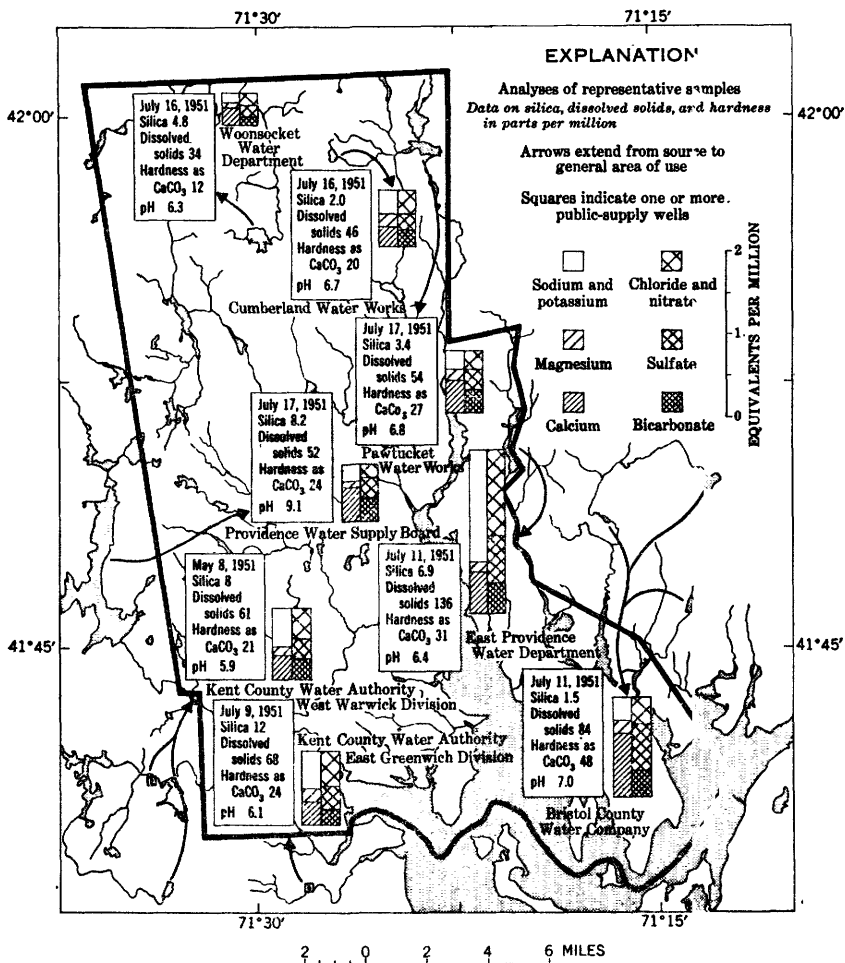 71°30'
71°15'
EXPLANATION
Analyses of representative samples
Data on silica, dissolved solids, and hardness
in parts per million
Arrows extend from source to
general area of use
Squares indicate one or more
public-supply wells
Sodium and
potassium
Chloride and
nitrate
Magnesium
Sulfate
Calcium
Bicarbonate
2
1
0
EQUIVALENTS PER MILLION
42°00'
42°00'
July 16, 1951
Silica 4.8
Dissolved
solids 34
Hardness as
CaCO₃ 12
pH 6.3
Woonsocket
Water
Department
July 16, 1951
Silica 2.0
Dissolved
solids 46
Hardness as
CaCO₃ 20
pH 6.7
Cumberland Water Works
July 17, 1951
Silica 3.4
Dissolved
solids 54
Hardness as
CaCo₃ 27
pH 6.8
Pawtucket
Water Works
July 17, 1951
Silica 8.2
Dissolved
solids 52
Hardness as
CaCO₃ 24
pH 9.1
Providence Water Supply Board
July 11, 1951
Silica 6.9
Dissolved
solids 136
Hardness as
CaCO₃ 31
pH 6.4
East Providence
Water Department
May 8, 1951
Silica 8
Dissolved
solids 61
Hardness as
CaCO₃ 21
pH 5.9
41°45'
41°45'
Kent County Water Authority
West Warwick Division
July 9, 1951
Silica 12
Dissolved
solids 68
Hardness as
CaCO₃ 24
pH 6.1
Kent County Water Authority
East Greenwich Division
July 11, 1951
Silica 1.5
Dissolved
solids 84
Hardness as
CaCO₃ 48
pH 7.0
Bristol County
Water Company
71°30'
71°15'
2 0 2 4 6 MILES